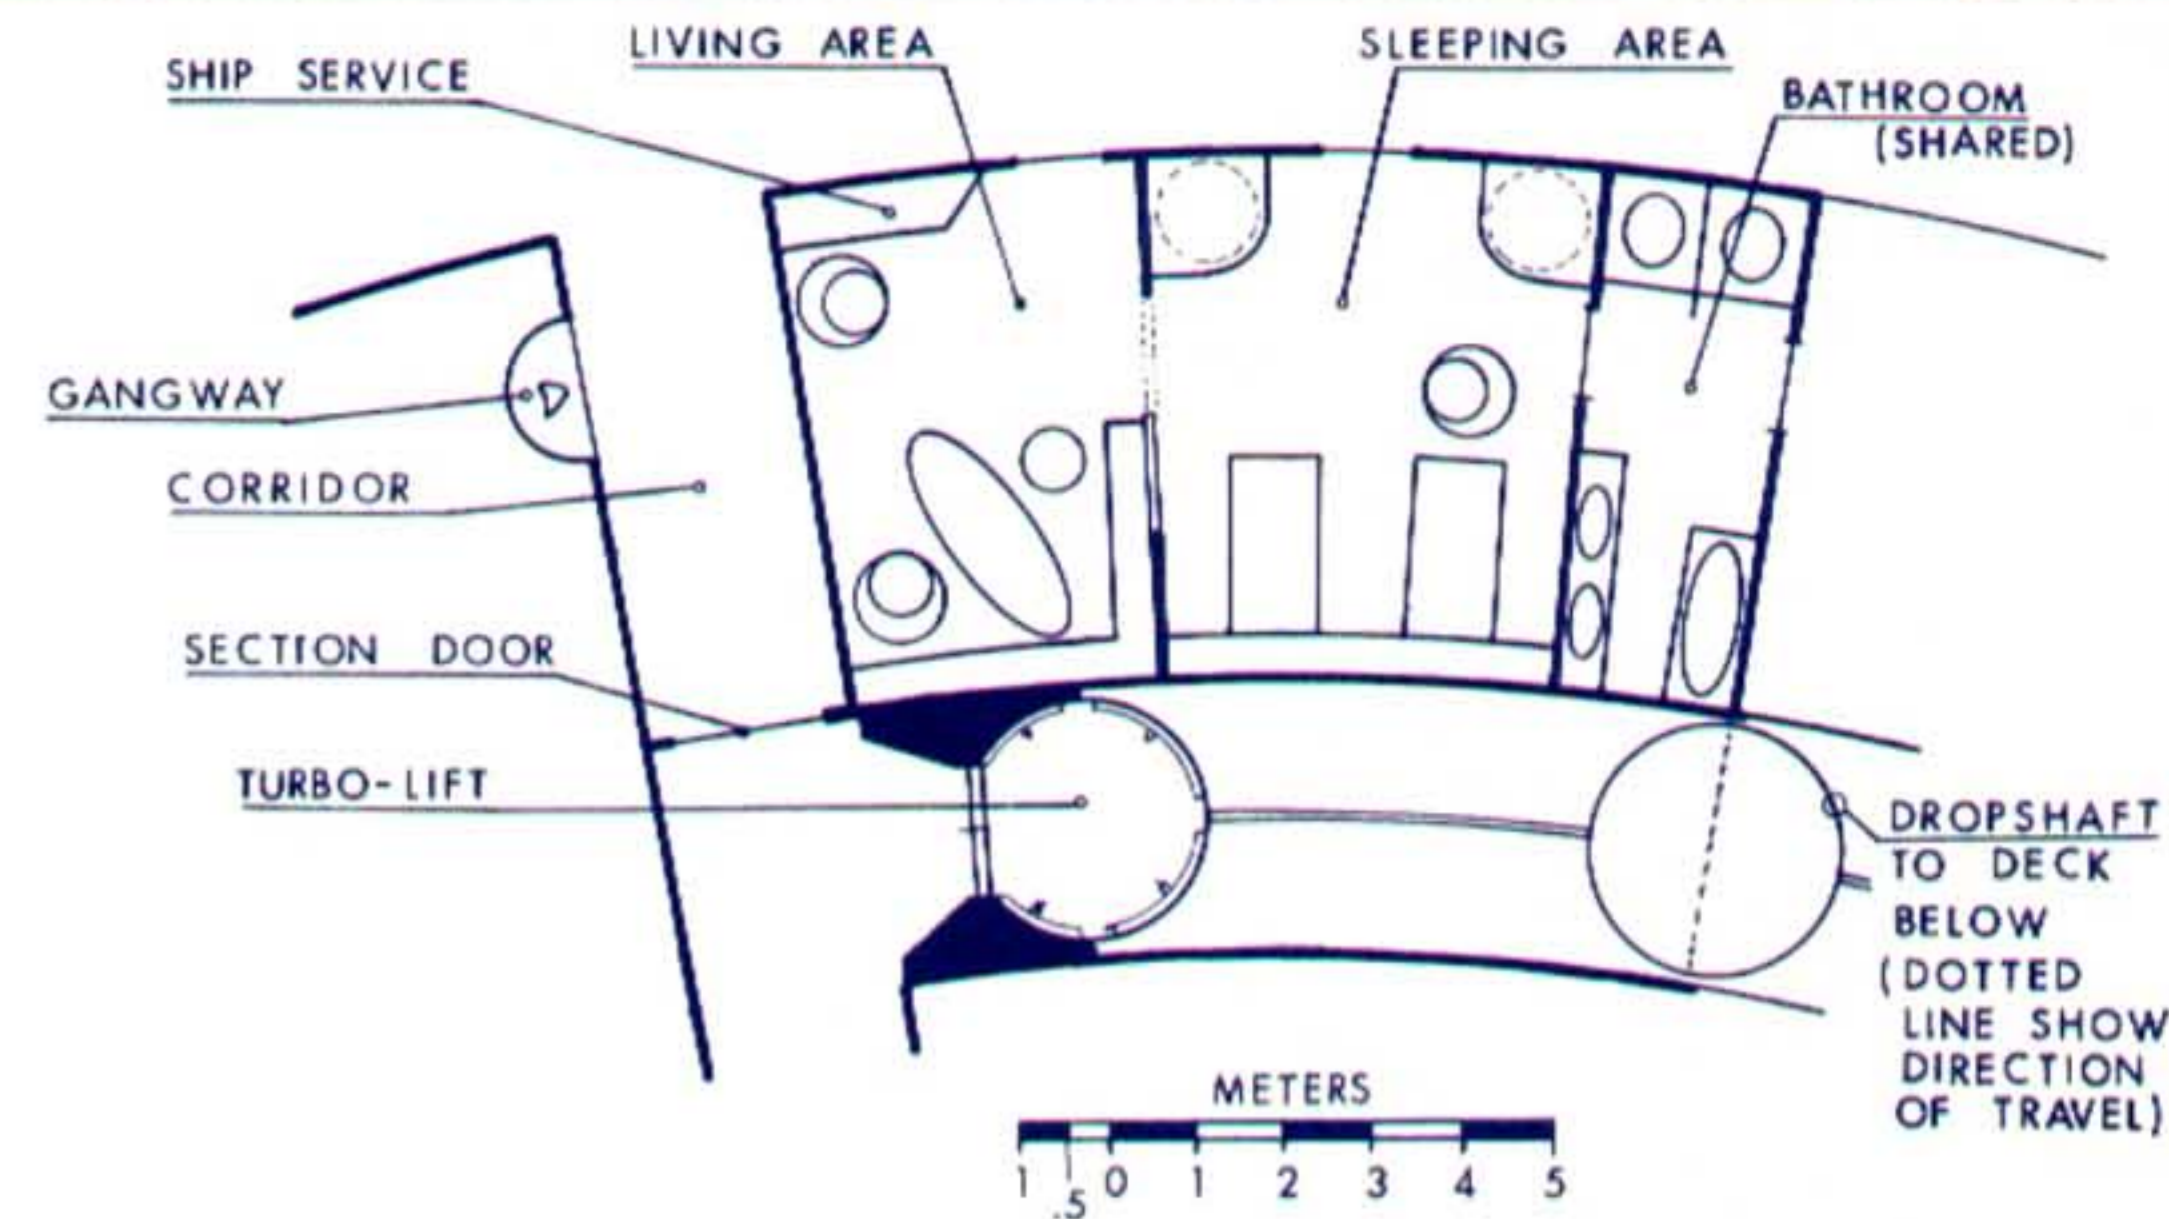 LIVING AREA
SLEEPING AREA
SHIP SERVICE
BATHROOM
(SHARED)
GANGWAY
CORRIDOR
SECTION DOOR
TURBO-LIFT
DROPSHAFT
TO DECK
BELOW
(DOTTED
LINE SHOW
DIRECTION
OF TRAVEL)
METERS
1 .5 0 1 2 3 4 5